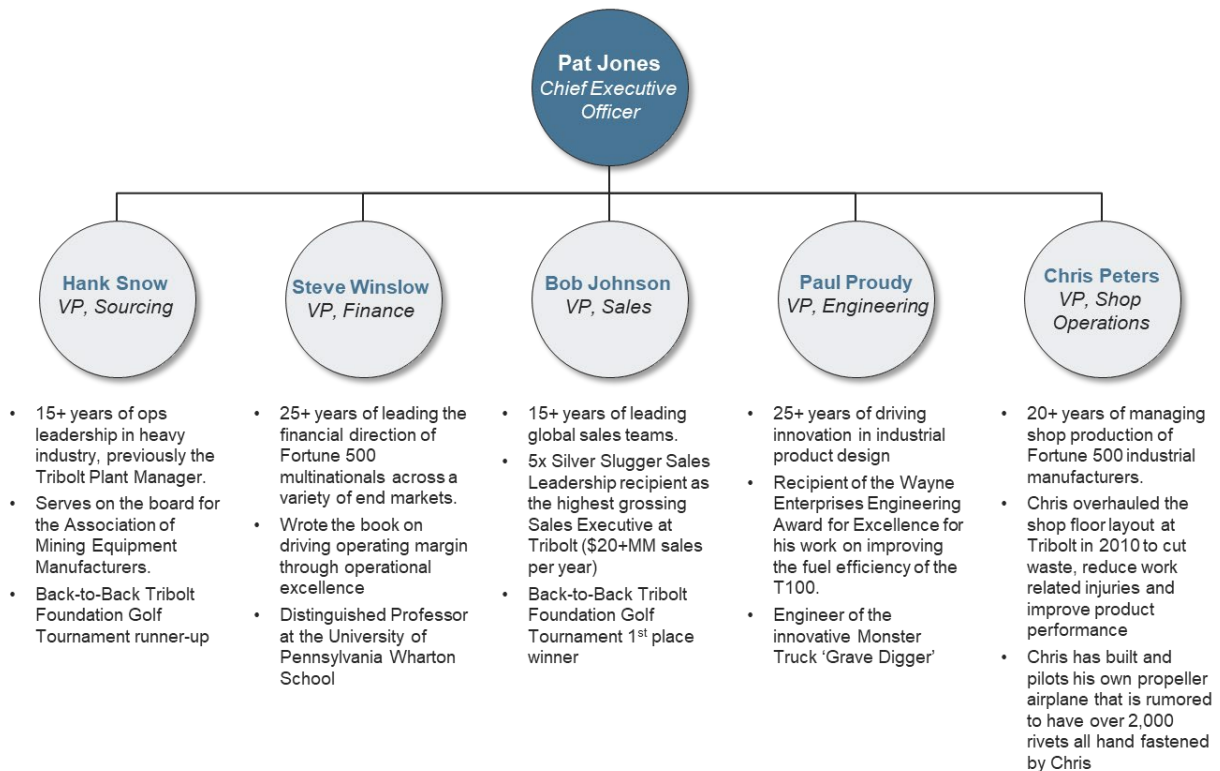 Pat Jones
Chief Executive
Officer
Hank Snow
VP, Sourcing
Steve Winslow
VP, Finance
Bob Johnson
VP, Sales
Paul Proudy
VP, Engineering
Chris Peters
VP, Shop
Operations
• 15+ years of ops
leadership in heavy
industry, previously the
Tribolt Plant Manager.
• Serves on the board for
the Association of
Mining Equipment
Manufacturers.
• Back-to-Back Tribolt
Foundation Golf
Tournament runner-up
• 25+ years of leading the
financial direction of
Fortune 500
multinationals across a
variety of end markets.
• Wrote the book on
driving operating margin
through operational
excellence
• Distinguished Professor
at the University of
Pennsylvania Wharton
School
• 15+ years of leading
global sales teams.
• 5x Silver Slugger Sales
Leadership recipient as
the highest grossing
Sales Executive at
Tribolt ($20+MM sales
per year)
• Back-to-Back Tribolt
Foundation Golf
Tournament 1st place
winner
• 25+ years of driving
innovation in industrial
product design
• Recipient of the Wayne
Enterprises Engineering
Award for Excellence for
his work on improving
the fuel efficiency of the
T100.
• Engineer of the
innovative Monster
Truck ‘Grave Digger’
• 20+ years of managing
shop production of
Fortune 500 industrial
manufacturers.
• Chris overhauled the
shop floor layout at
Tribolt in 2010 to cut
waste, reduce work
related injuries and
improve product
performance
• Chris has built and
pilots his own propeller
airplane that is rumored
to have over 2,000
rivets all hand fastened
by Chris